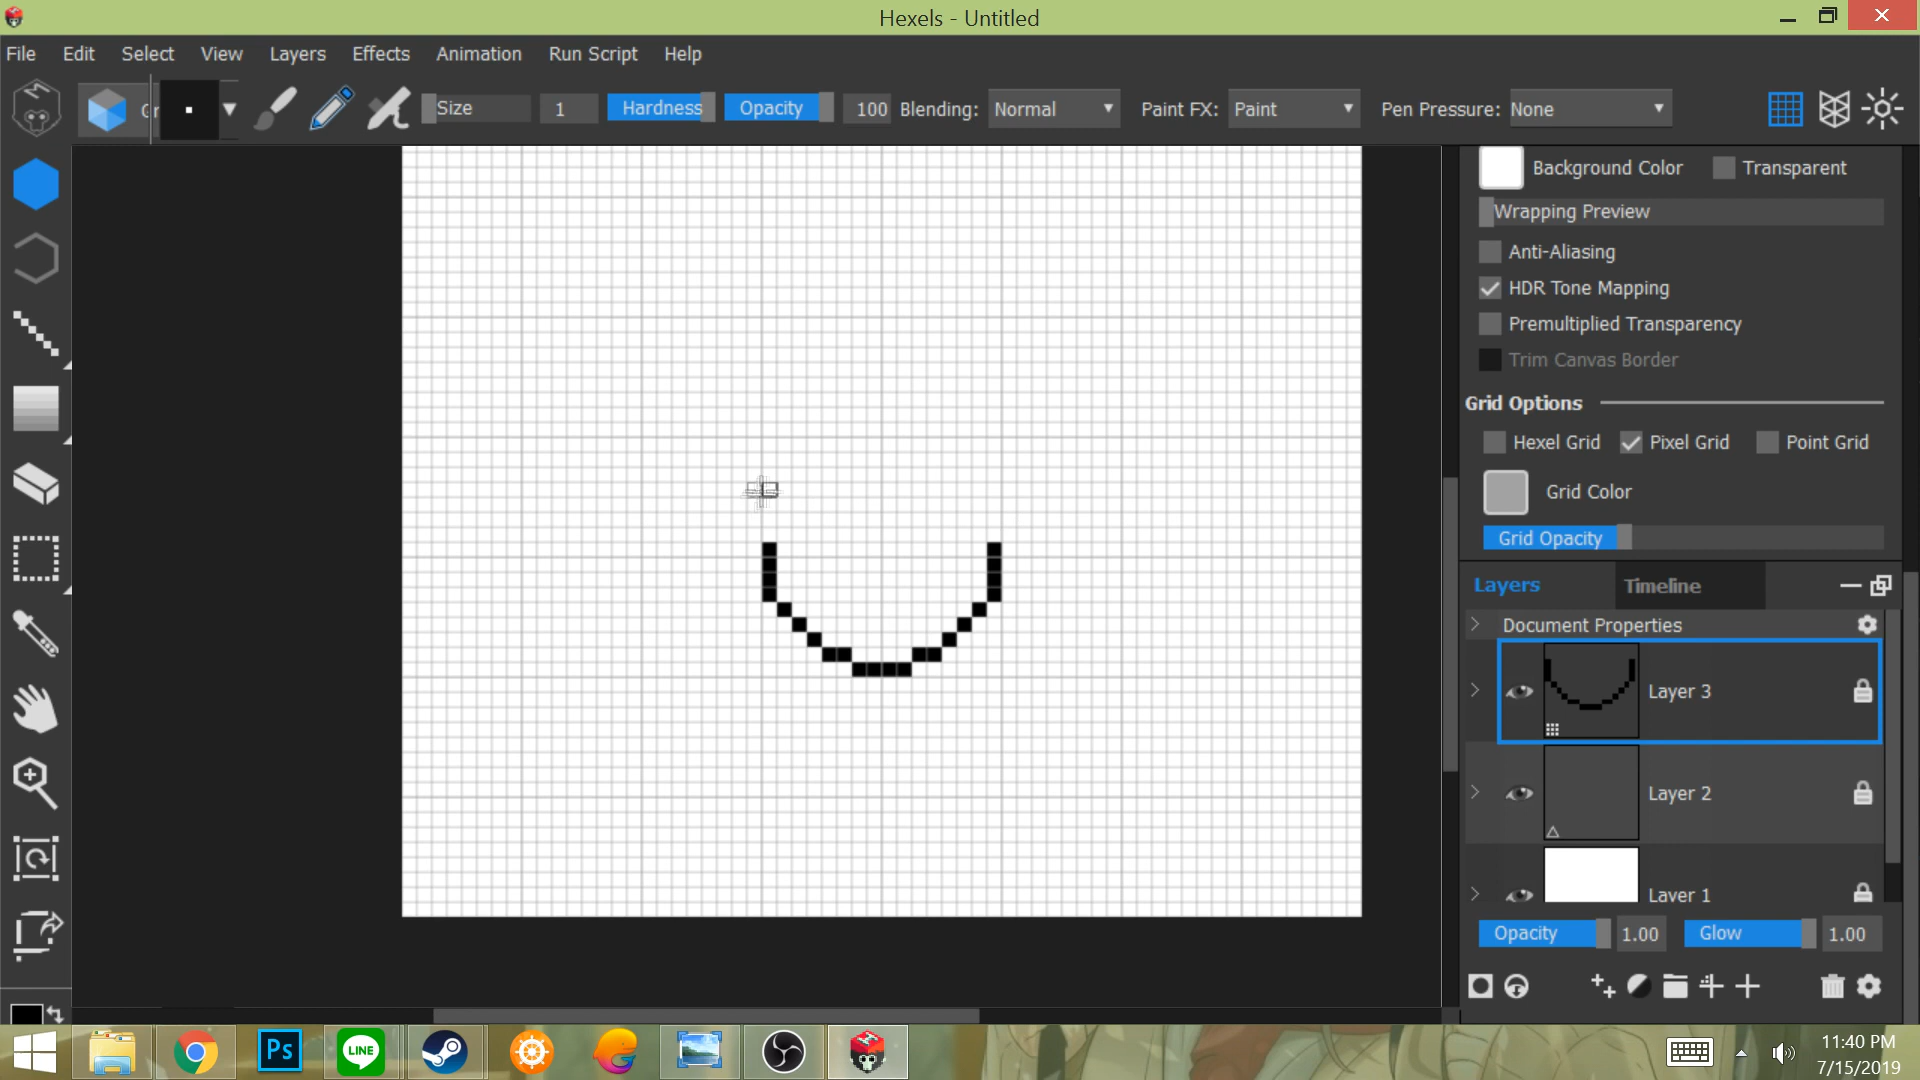 Hexels - Untitled
File Edit Select View Layers Effects Animation Run Script Help
Size 1 Hardness Opacity 100 Blending: Normal Paint FX: Paint Pen Pressure: None
Background Color Transparent
Wrapping Preview
Anti-Aliasing
HDR Tone Mapping
Premultiplied Transparency
Trim Canvas Border
Grid Options
Hexel Grid Pixel Grid Point Grid
Grid Color
Grid Opacity
Layers Timeline
Document Properties
Layer 3
Layer 2
Layer 1
Opacity 1.00 Glow 1.00
Ps LINE
11:40 PM
7/15/2019